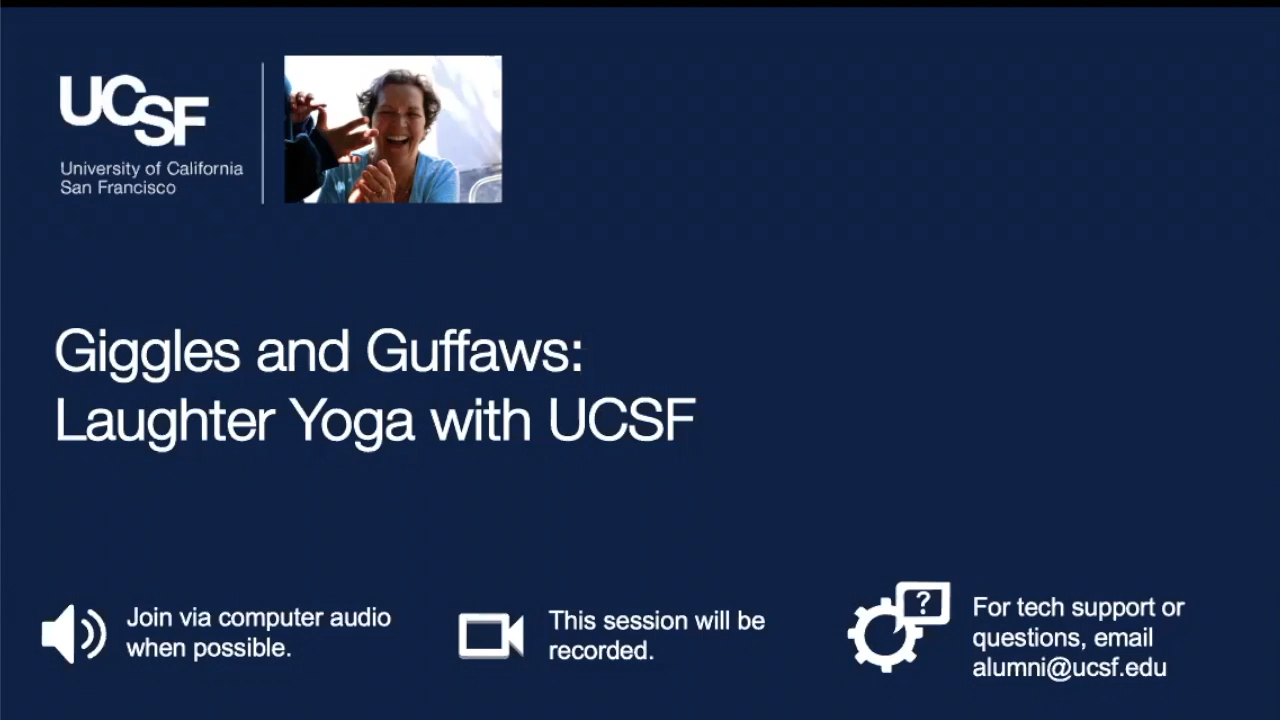 UCSF
University of California
San Francisco
Giggles and Guffaws:
Laughter Yoga with UCSF
Join via computer audio
when possible.
This session will be
recorded.
?
For tech support or
questions, email
alumni@ucsf.edu